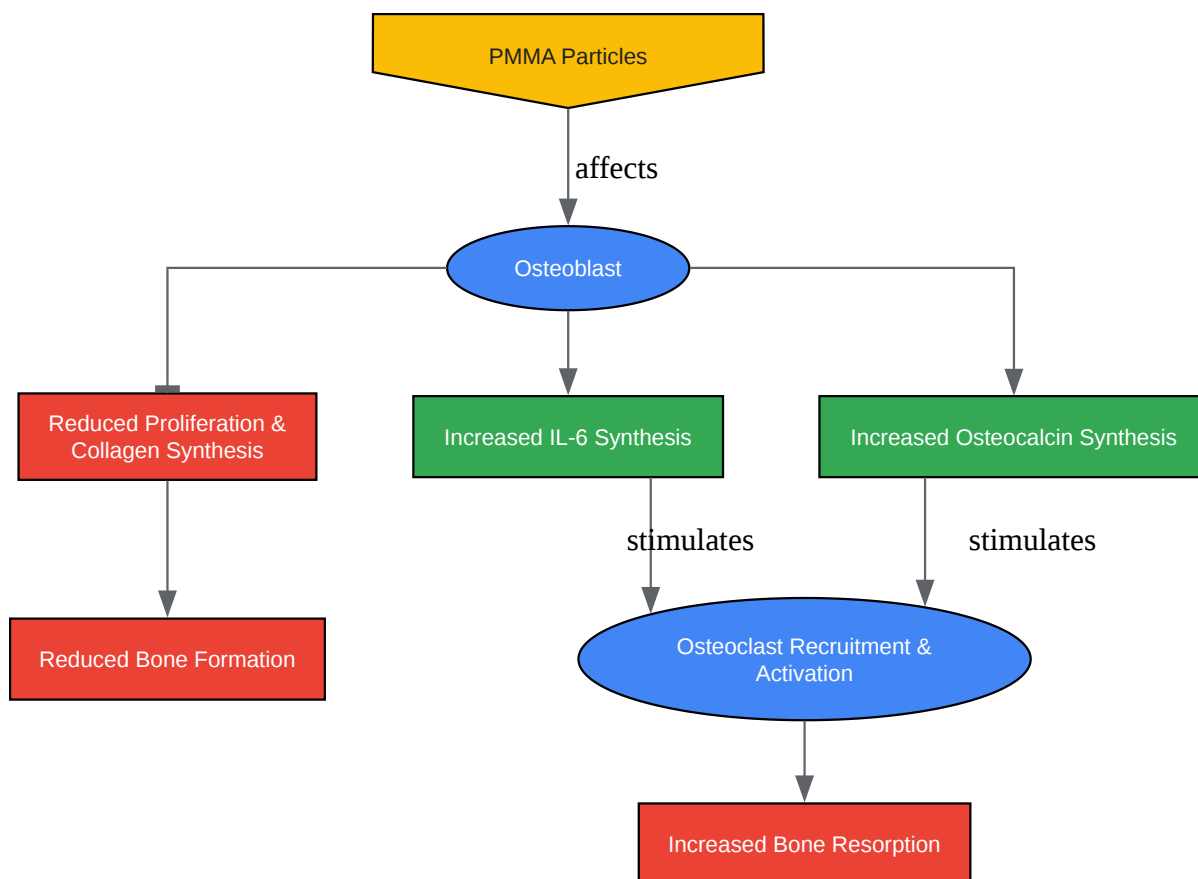 PMMA Particles
affects
Osteoblast
Reduced Proliferation &
Collagen Synthesis
Increased IL-6 Synthesis
Increased Osteocalcin Synthesis
stimulates
stimulates
Reduced Bone Formation
Osteoclast Recruitment &
Activation
Increased Bone Resorption